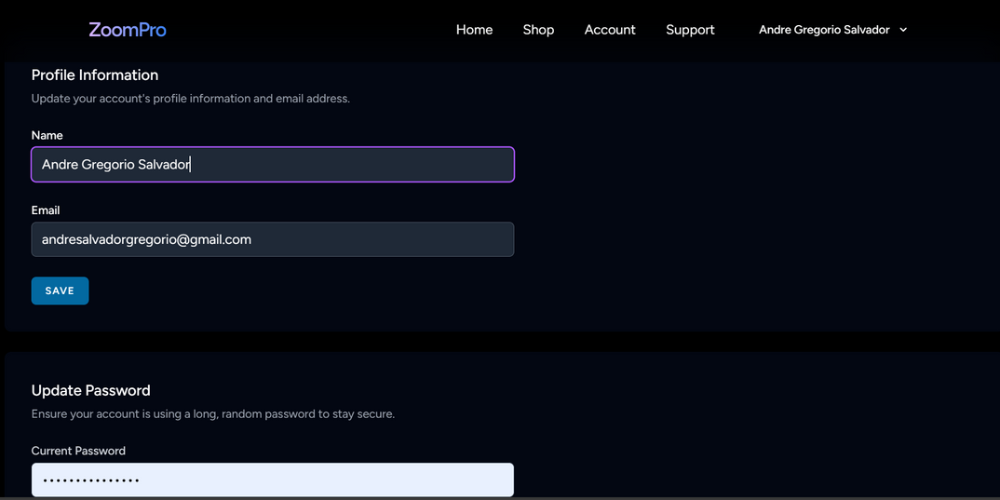 ZoomPro Home Shop Account Support Andre Gregorio Salvador
Profile Information
Update your account's profile information and email address.
Name
Andre Gregorio Salvador
Email
andresalvadorgregorio@gmail.com
SAVE
Update Password
Ensure your account is using a long, random password to stay secure.
Current Password
•••••••••••••••